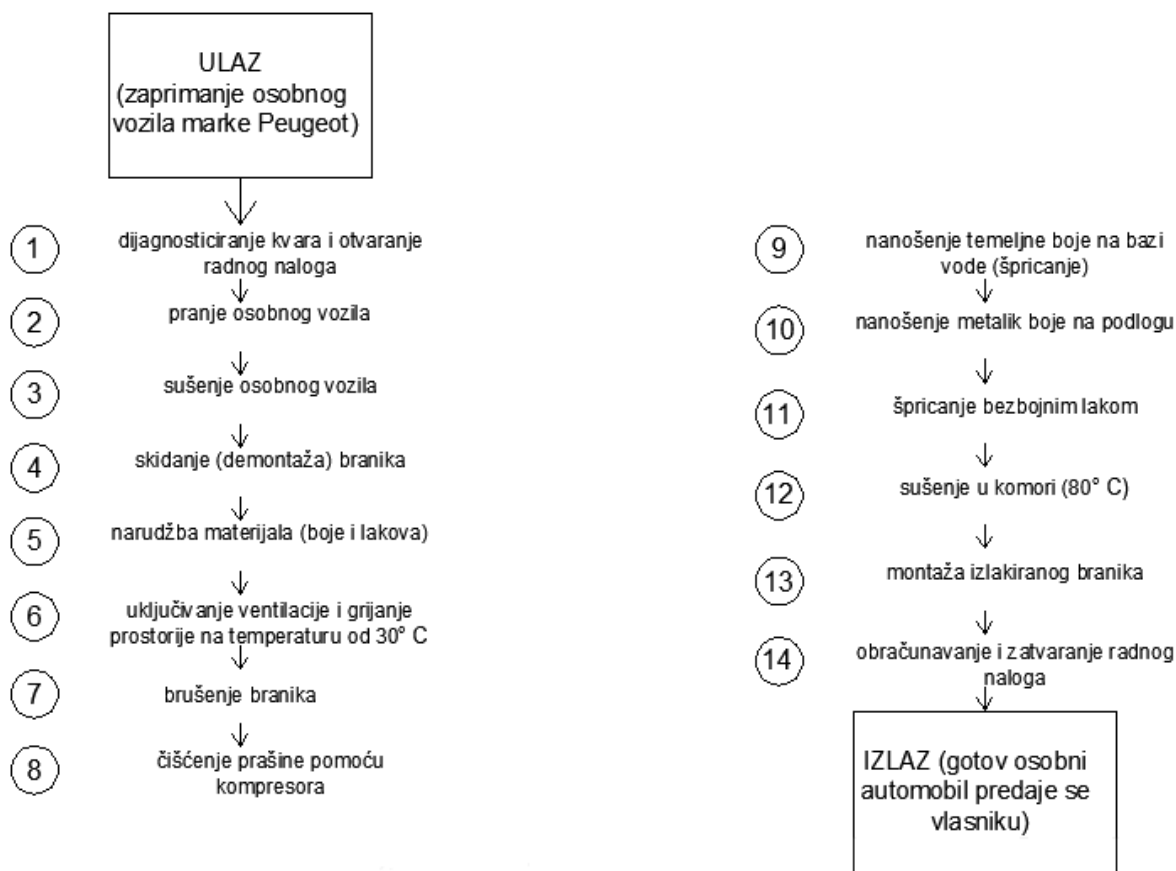 ULAZ
(zaprimanje osobnog
vozila marke Peugeot)
1
dijagnosticiranje kvara i otvaranje
radnog naloga
2
pranje osobnog vozila
3
sušenje osobnog vozila
4
skidanje (demontaža) branika
5
narudžba materijala (boje i lakova)
6
uključivanje ventilacije i grijanje
prostorije na temperaturu od 30° C
7
brušenje branika
8
čišćenje prašine pomoću
kompresora
9
nanošenje temeljne boje na bazi
vode (špricanje)
10
nanošenje metalik boje na podlogu
11
špricanje bezbojnim lakom
12
sušenje u komori (80° C)
13
montaža izlakiranog branika
14
obračunavanje i zatvaranje radnog
naloga
IZLAZ (gotov osobni
automobil predaje se
vlasniku)